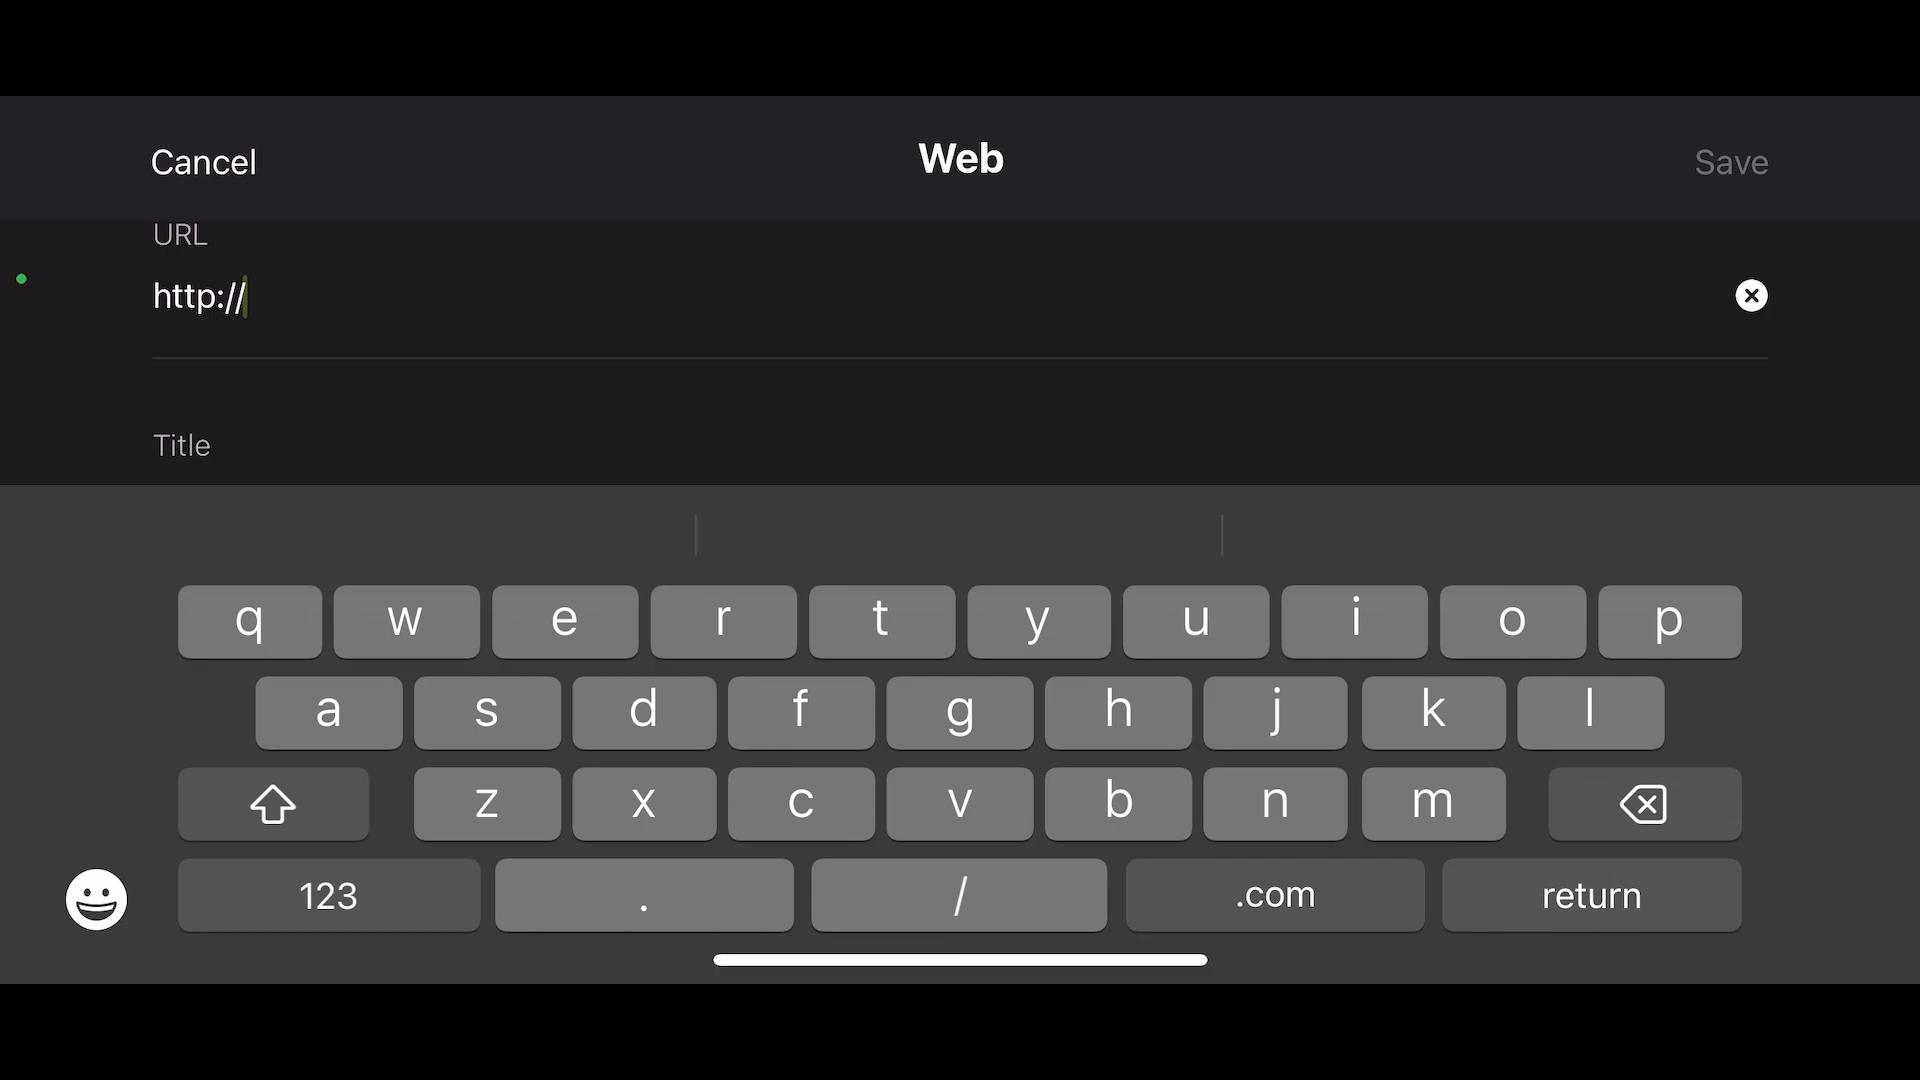 Cancel Web Save
URL
http://
Title
q w e r t y u i o p
a s d f g h j k l
z x c v b n m
123 . / .com return